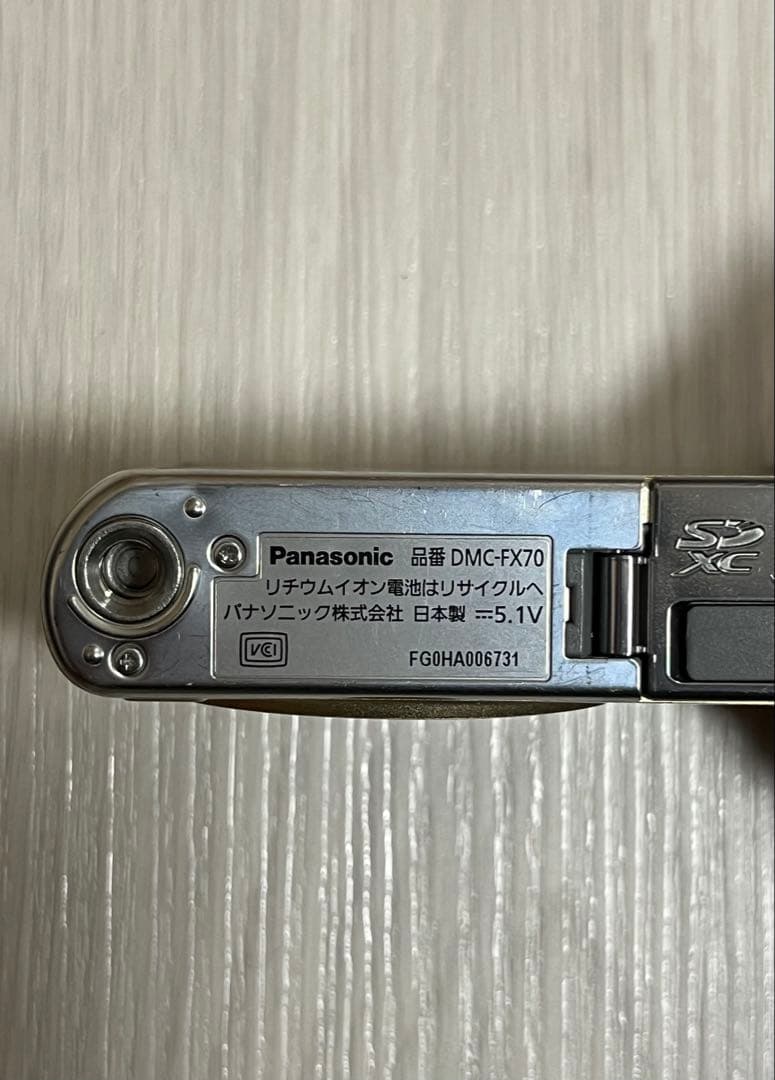 Panasonic 品番 DMC-FX70
リチウムイオン電池はリサイクルへ
パナソニック株式会社 日本製 ⎓5.1V
VCI
FG0HA006731
SD
XC